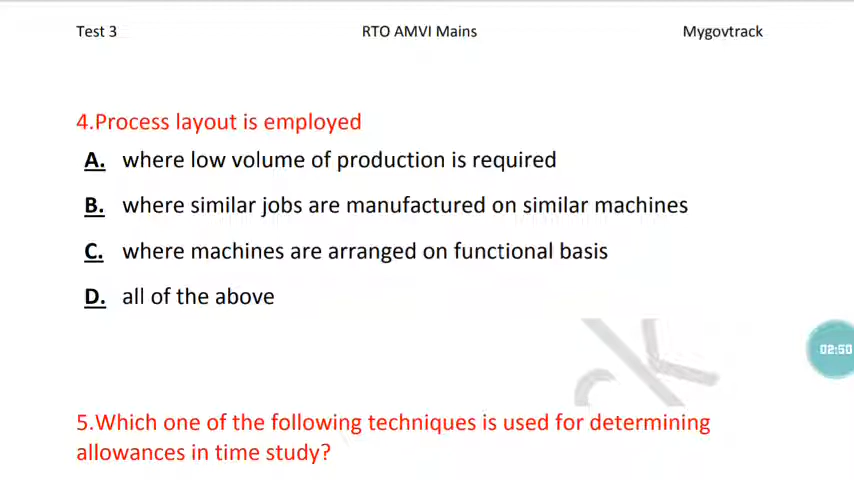 Test 3 RTO AMVI Mains Mygovtrack
4.Process layout is employed
A. where low volume of production is required
B. where similar jobs are manufactured on similar machines
C. where machines are arranged on functional basis
D. all of the above
02:50
5.Which one of the following techniques is used for determining
allowances in time study?